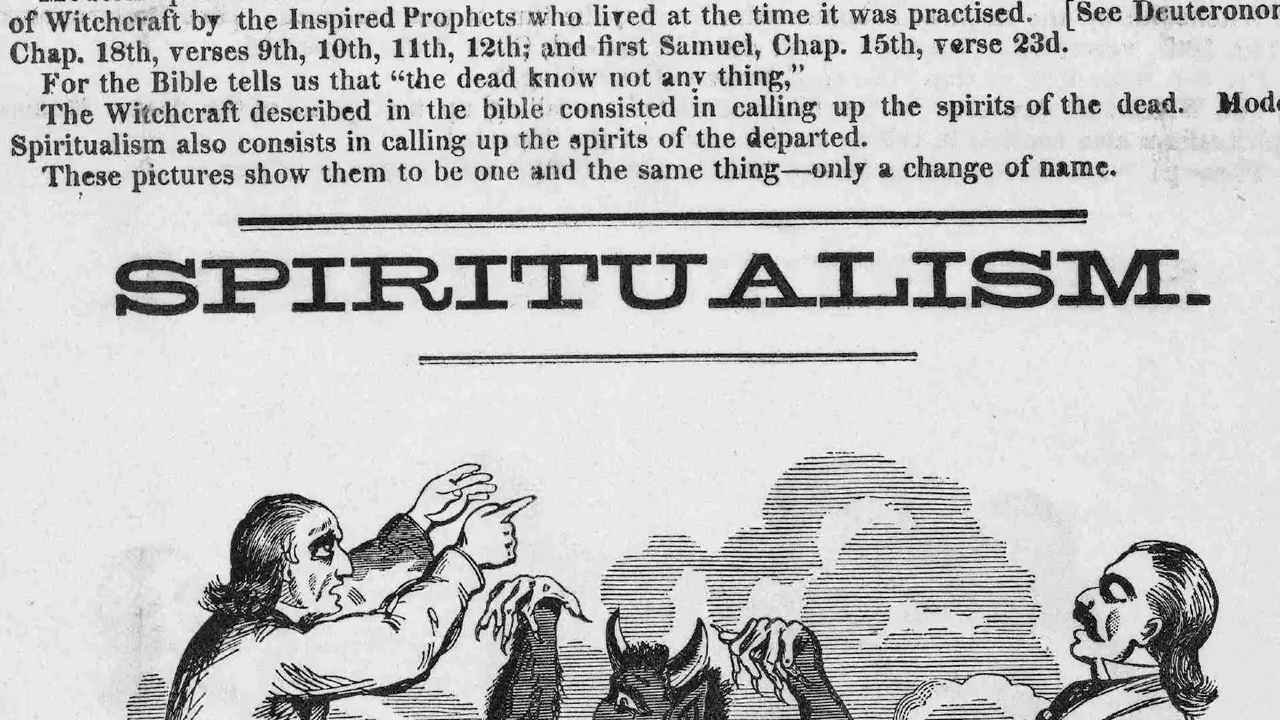 of Witchcraft by the Inspired Prophets who lived at the time it was practised. [See Deuteronor
Chap. 18th, verses 9th, 10th, 11th, 12th; and first Samuel, Chap. 15th, verse 23d.
For the Bible tells us that “the dead know not any thing,”
The Witchcraft described in the bible consisted in calling up the spirits of the dead. Mode
Spiritualism also consists in calling up the spirits of the departed.
These pictures show them to be one and the same thing—only a change of name.
SPIRITUALISM.